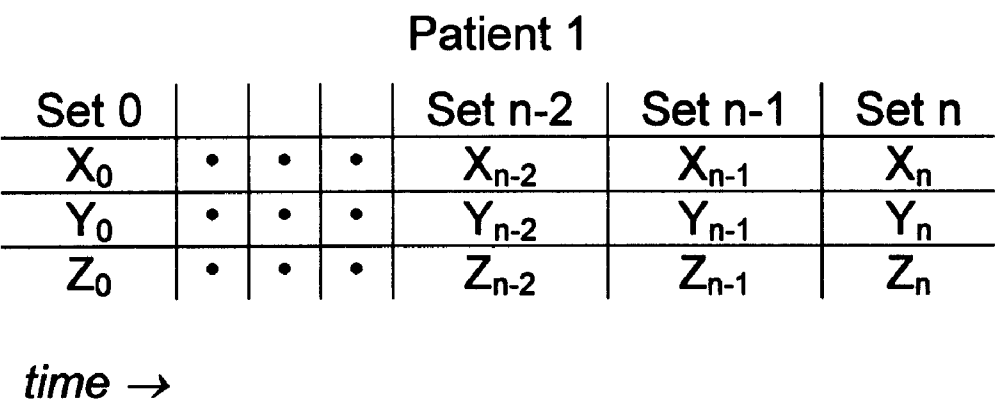 Patient 1
Set 0 Set n-2 Set n-1 Set n
X₀ • • • Xₙ₋₂ Xₙ₋₁ Xₙ
Y₀ • • • Yₙ₋₂ Yₙ₋₁ Yₙ
Z₀ • • • Zₙ₋₂ Zₙ₋₁ Zₙ
time →